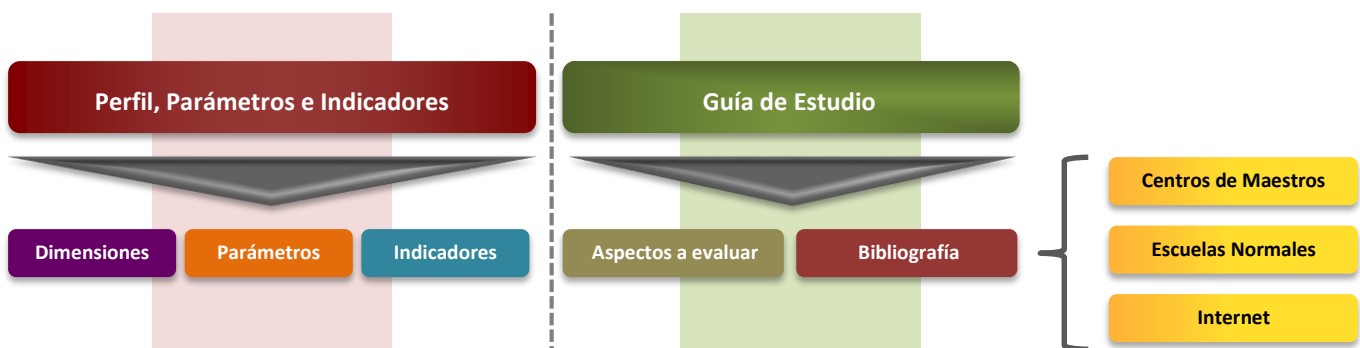 Perfil, Parámetros e Indicadores
Guía de Estudio
Dimensiones
Parámetros
Indicadores
Aspectos a evaluar
Bibliografía
Centros de Maestros
Escuelas Normales
Internet